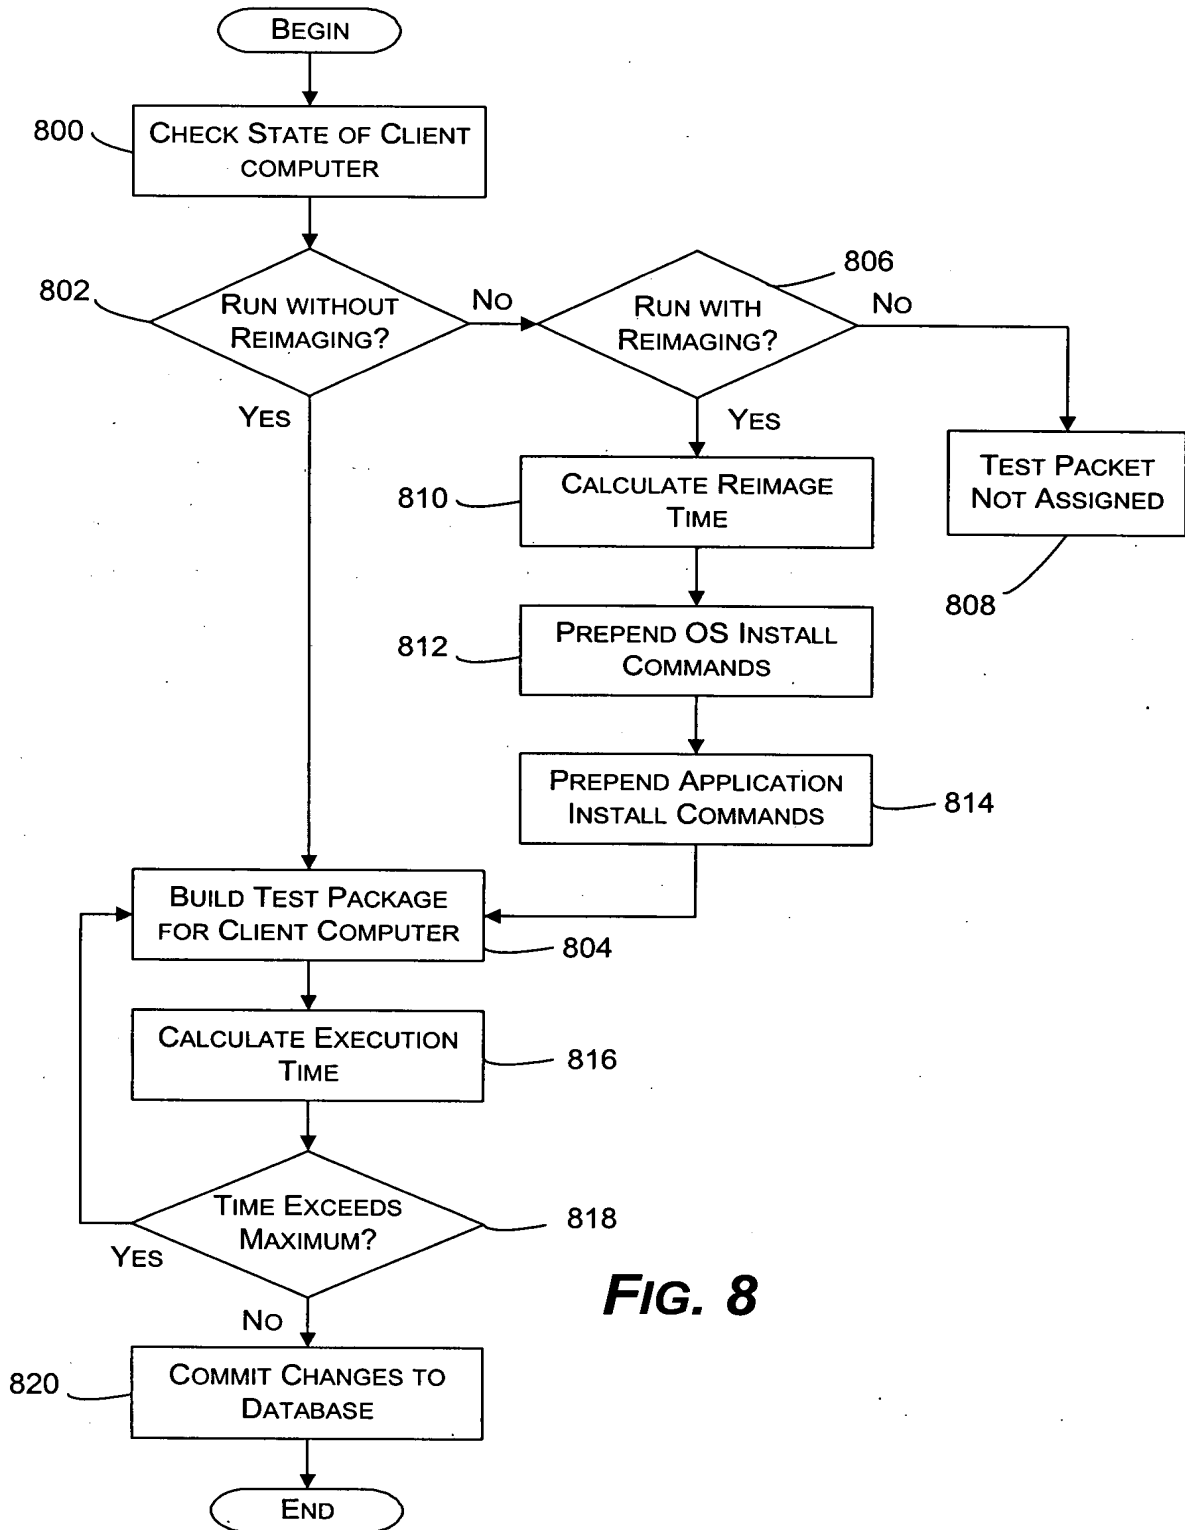 BEGIN
800
CHECK STATE OF CLIENT
COMPUTER
802
RUN WITHOUT
REIMAGING?
NO
806
RUN WITH
REIMAGING?
NO
YES
YES
810
CALCULATE REIMAGE
TIME
TEST PACKET
NOT ASSIGNED
808
812
PREPEND OS INSTALL
COMMANDS
PREPEND APPLICATION
INSTALL COMMANDS
814
BUILD TEST PACKAGE
FOR CLIENT COMPUTER
804
CALCULATE EXECUTION
TIME
816
TIME EXCEEDS
MAXIMUM?
818
YES
NO
FIG. 8
820
COMMIT CHANGES TO
DATABASE
END